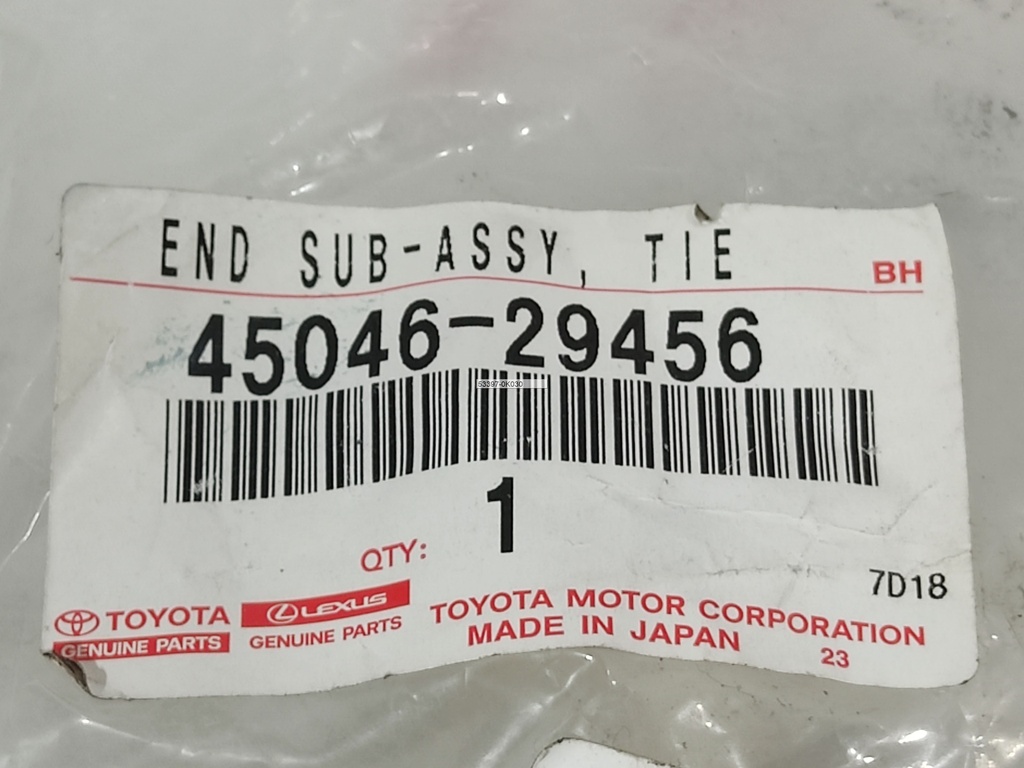 END SUB-ASSY, TIE
BH
45046-29456
53397-0K030
1
QTY:
7D18
TOYOTA
GENUINE PARTS
LEXUS
GENUINE PARTS
TOYOTA MOTOR CORPORATION
MADE IN JAPAN
23